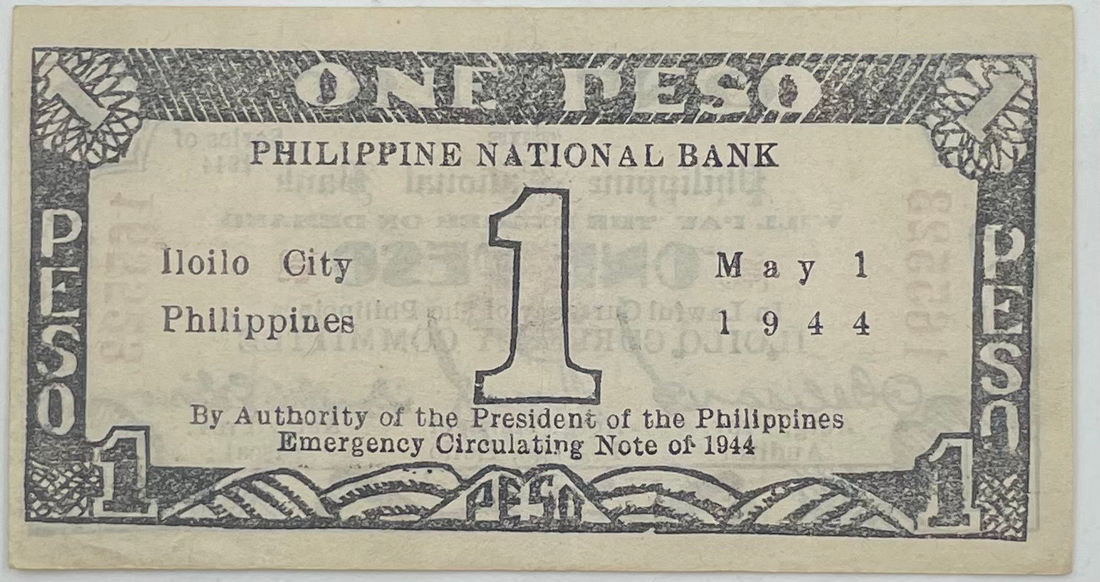 1 ONE PESO 1
PHILIPPINE NATIONAL BANK
PESO
1
PESO
Iloilo City
Philippines
May 1
1944
By Authority of the President of the Philippines
Emergency Circulating Note of 1944
1 PESO 1